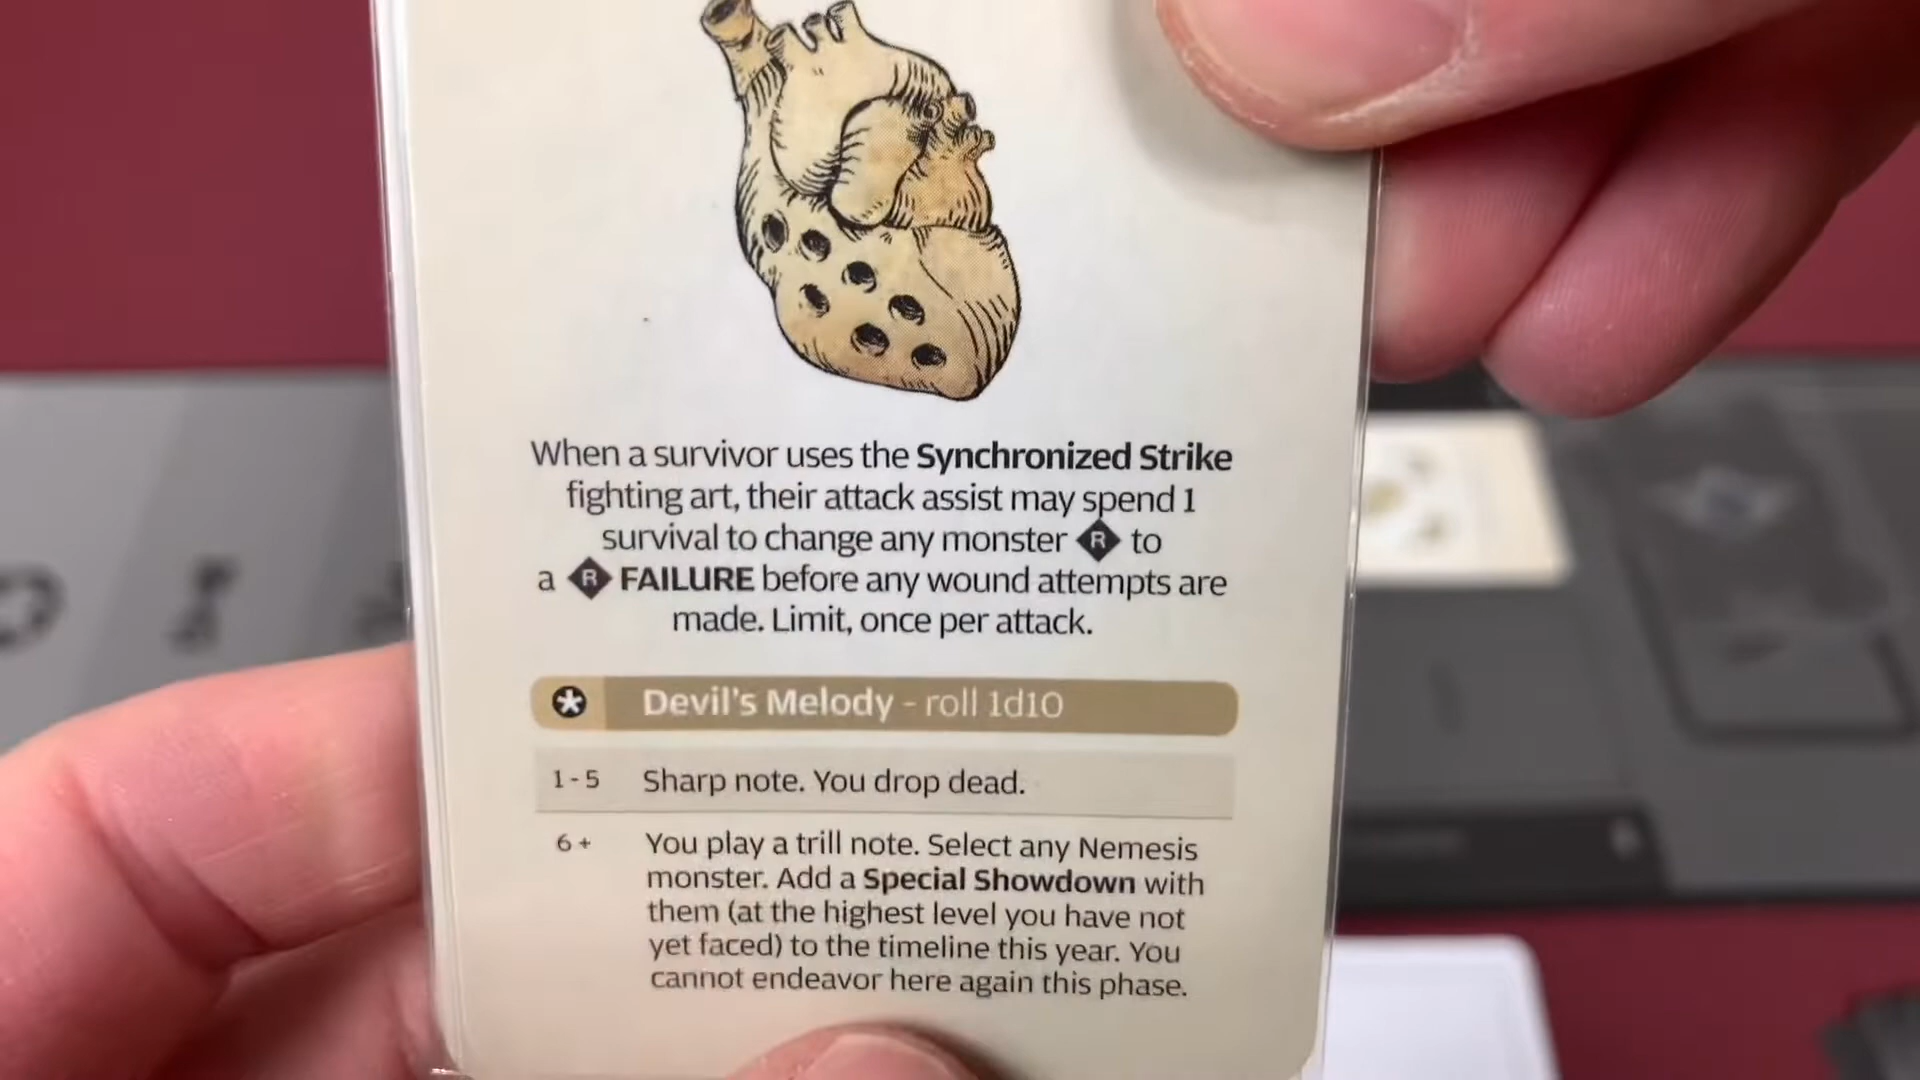 When a survivor uses the Synchronized Strike
fighting art, their attack assist may spend 1
survival to change any monster R to
a R FAILURE before any wound attempts are
made. Limit, once per attack.
Devil's Melody - roll 1d10
1 - 5 Sharp note. You drop dead.
6 + You play a trill note. Select any Nemesis
monster. Add a Special Showdown with
them (at the highest level you have not
yet faced) to the timeline this year. You
cannot endeavor here again this phase.